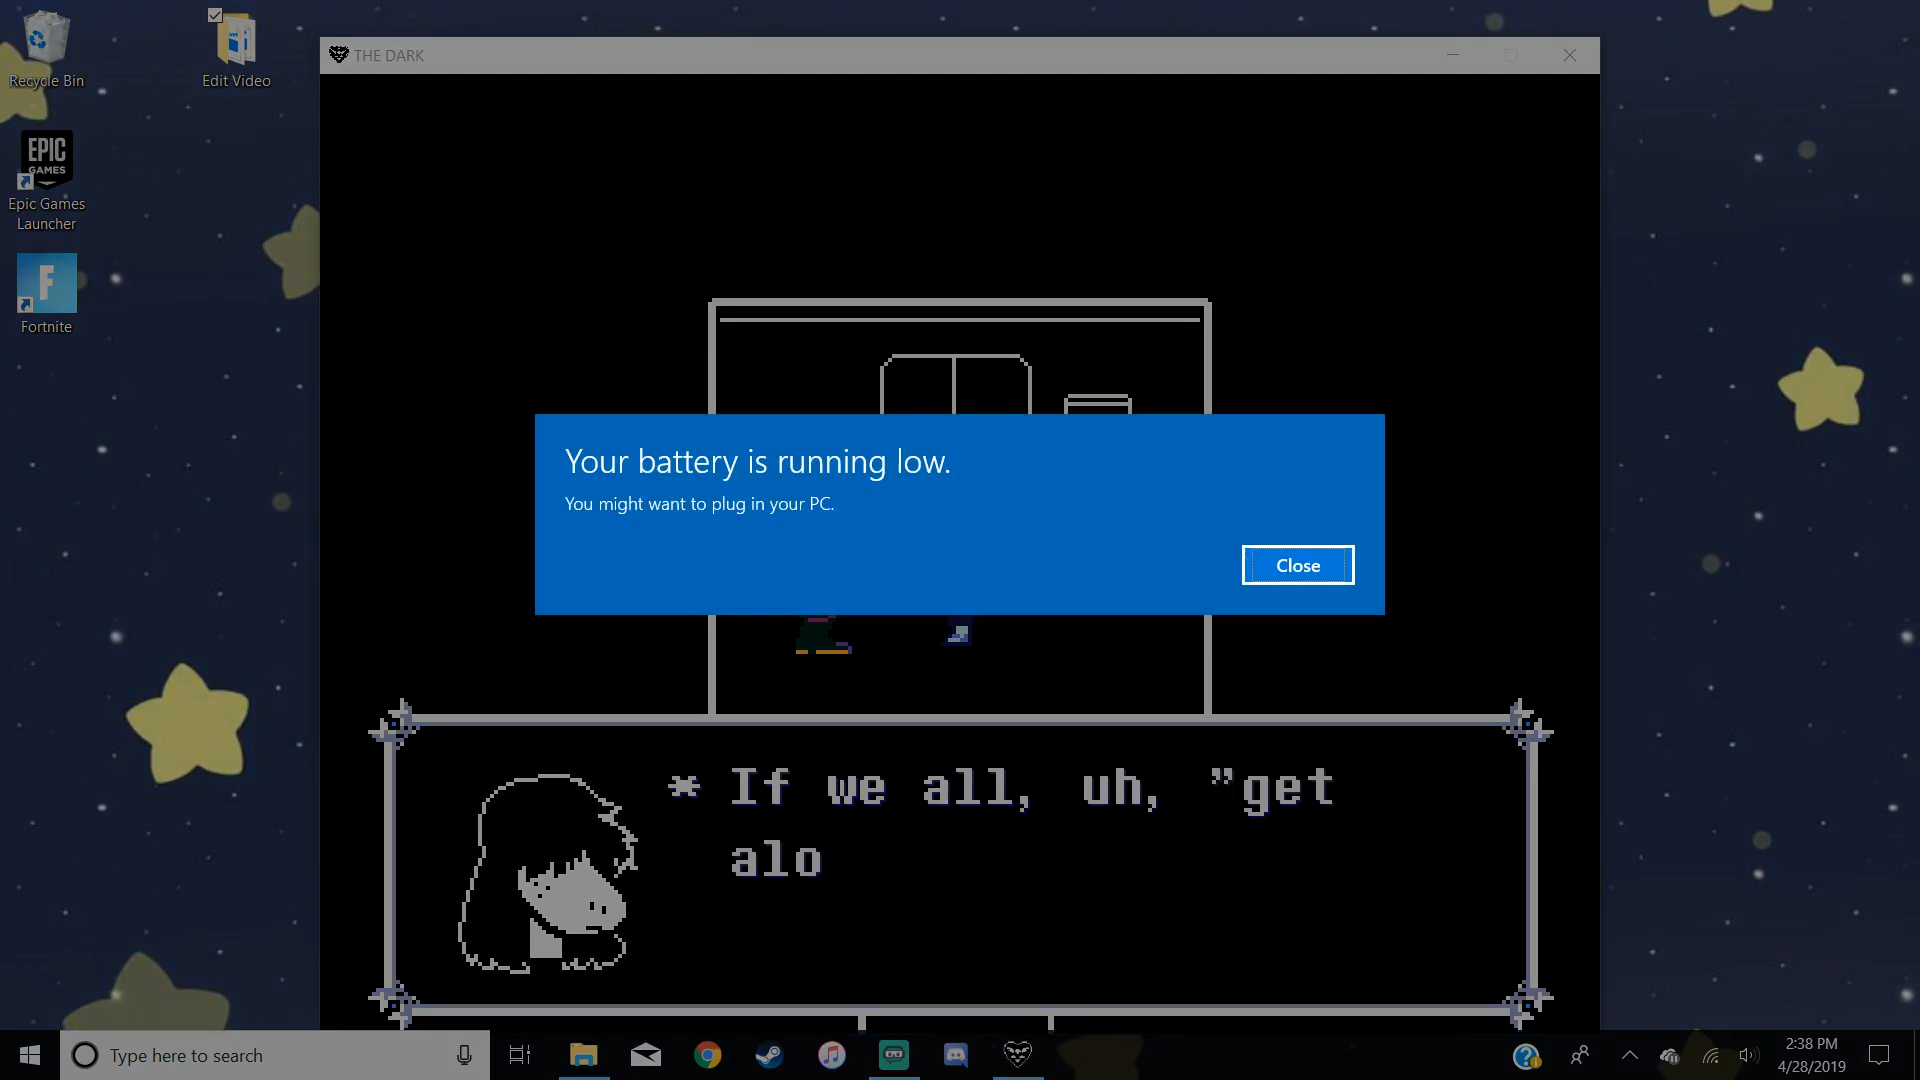 Recycle Bin
Edit Video
EPIC
GAMES
Epic Games
Launcher
F
Fortnite
THE DARK
Your battery is running low.
You might want to plug in your PC.
Close
* If we all, uh, "get
alo
Type here to search
2:38 PM
4/28/2019